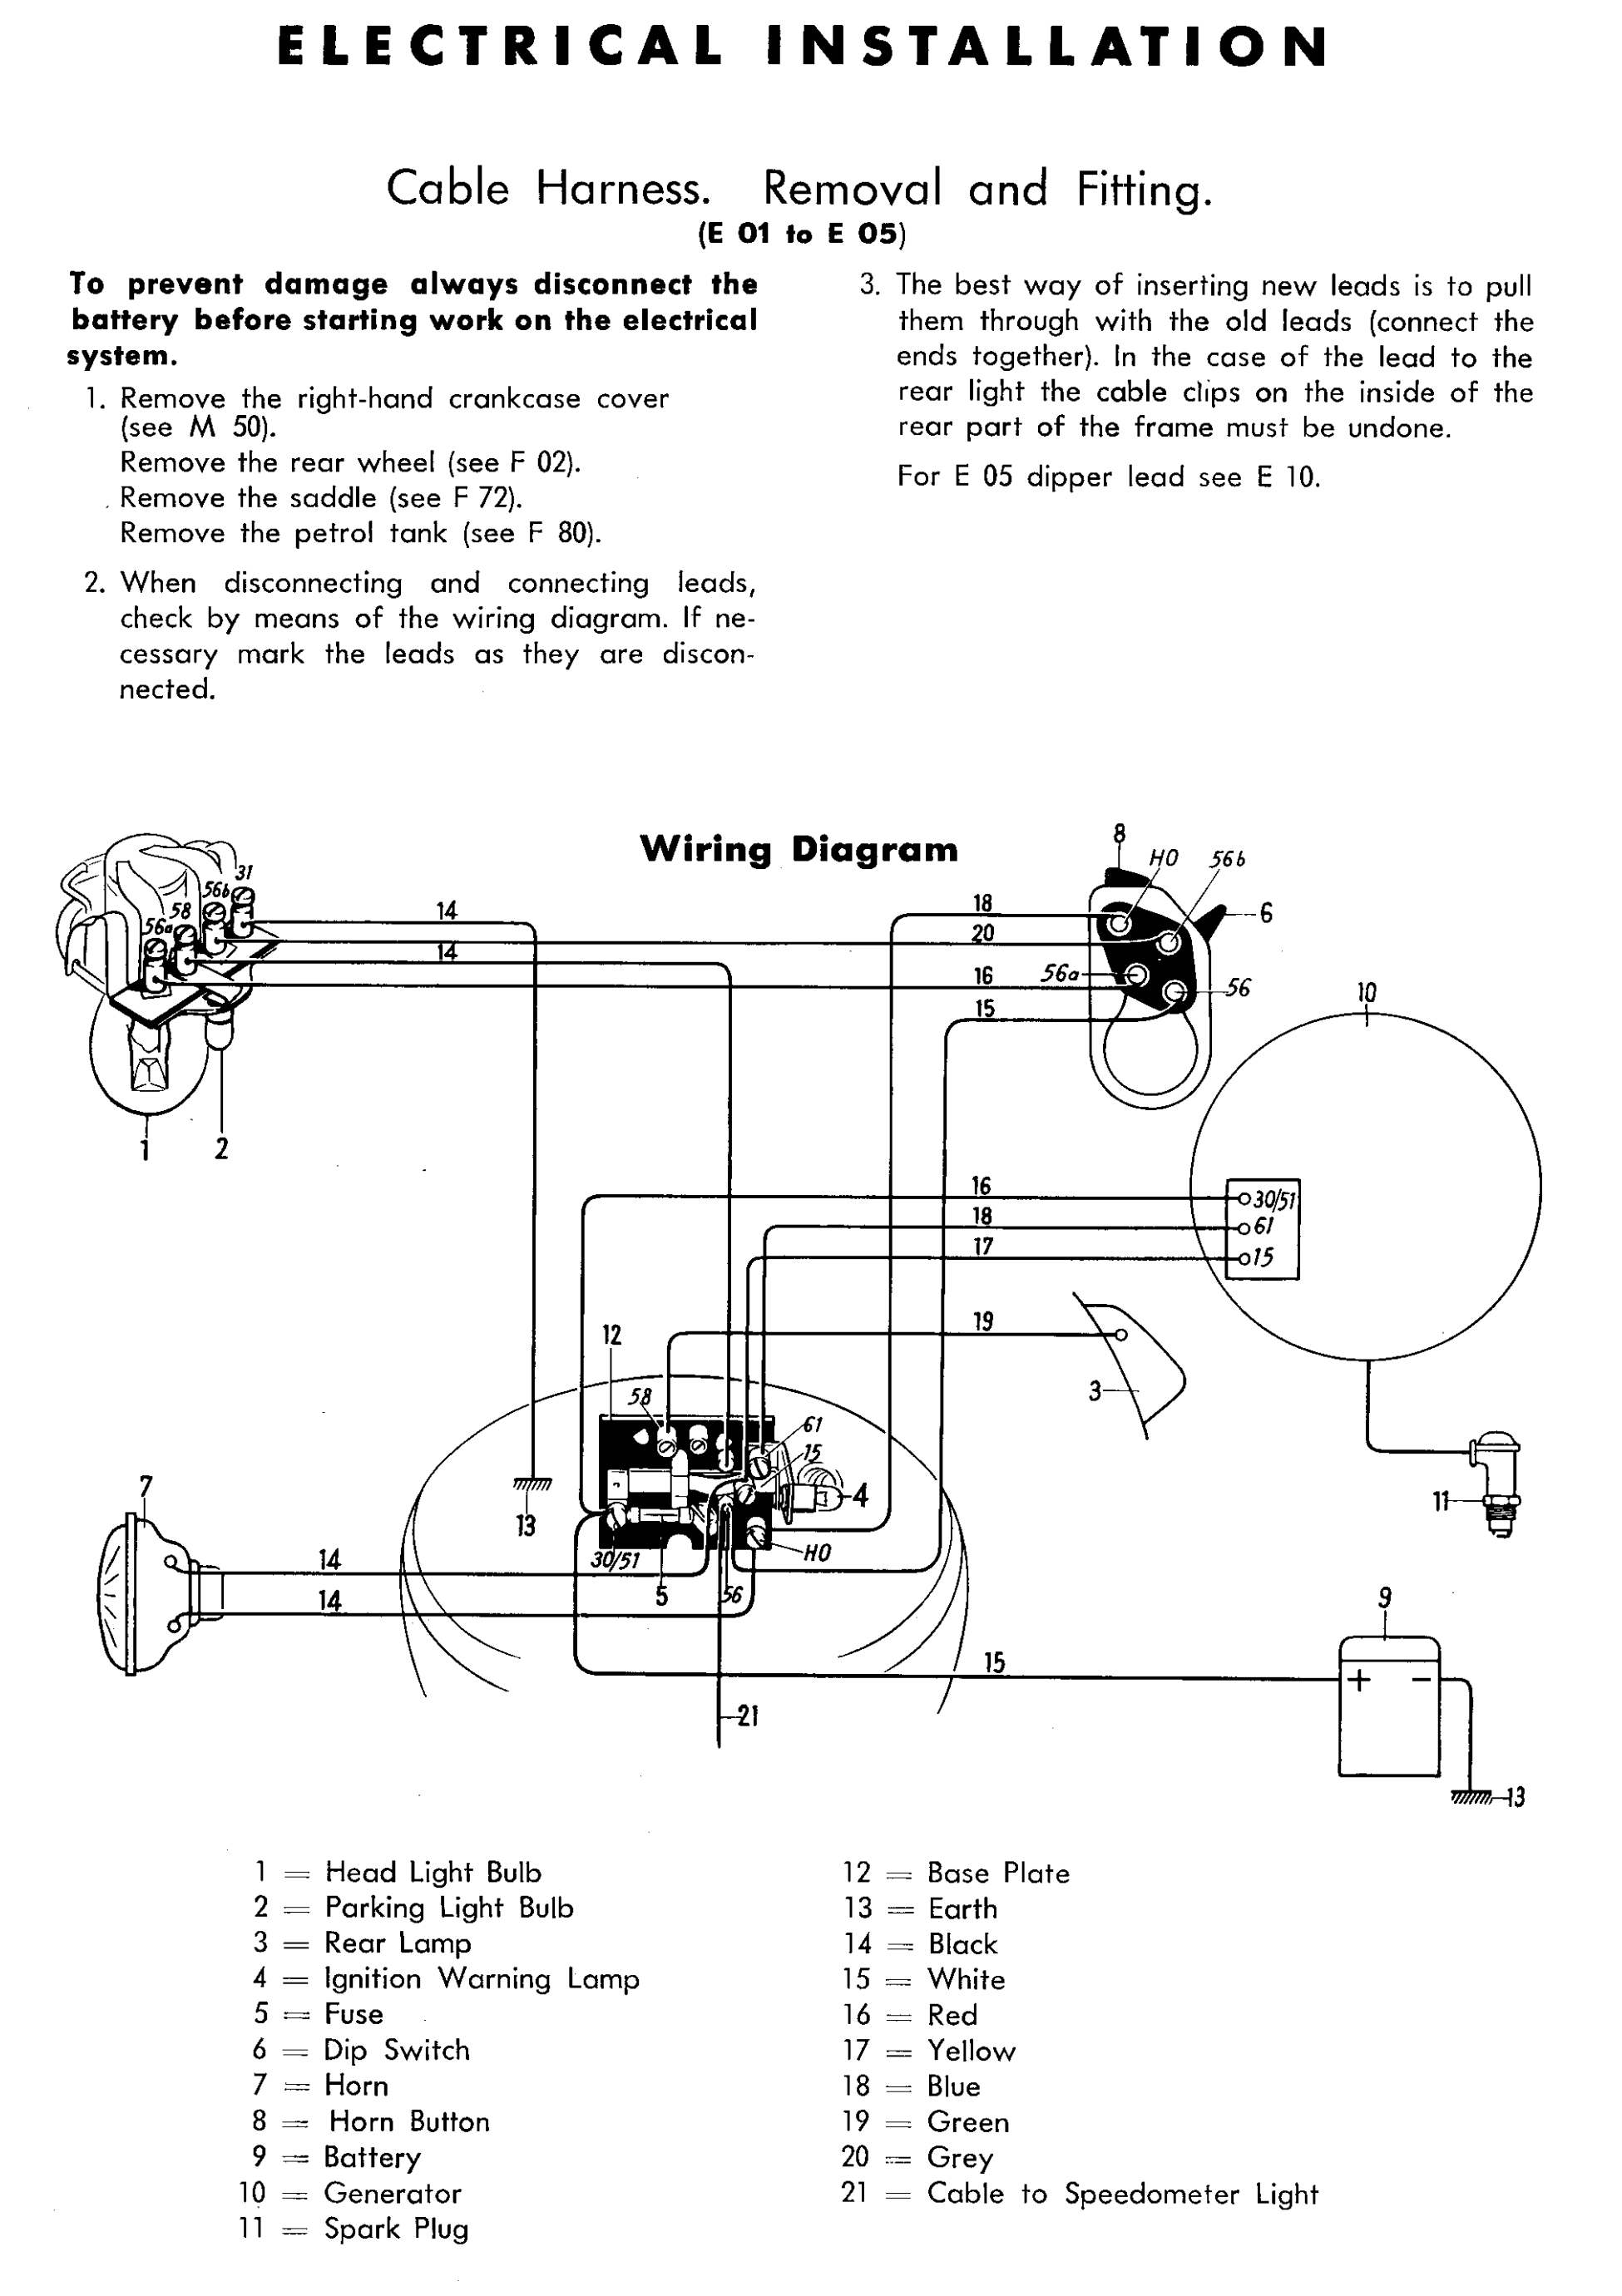 ELECTRICAL INSTALLATION
Cable Harness. Removal and Fitting.
(E 01 to E 05)
To prevent damage always disconnect the
battery before starting work on the electrical
system.
1. Remove the right-hand crankcase cover
(see M 50).
Remove the rear wheel (see F 02).
Remove the saddle (see F 72).
Remove the petrol tank (see F 80).
2. When disconnecting and connecting leads,
check by means of the wiring diagram. If ne-
cessary mark the leads as they are discon-
nected.
3. The best way of inserting new leads is to pull
them through with the old leads (connect the
ends together). In the case of the lead to the
rear light the cable clips on the inside of the
rear part of the frame must be undone.
For E 05 dipper lead see E 10.
Wiring Diagram
8
HO 56b
31
56b
58
56a
14
14
18
20
16
15
56a
56
6
10
1
2
16
18
17
30/51
61
15
19
12
3
58
61
15
4
7
13
11
30/51
5
56
HO
14
14
9
15
+ −
21
13
1 = Head Light Bulb
2 = Parking Light Bulb
3 = Rear Lamp
4 = Ignition Warning Lamp
5 = Fuse
6 = Dip Switch
7 = Horn
8 = Horn Button
9 = Battery
10 = Generator
11 = Spark Plug
12 = Base Plate
13 = Earth
14 = Black
15 = White
16 = Red
17 = Yellow
18 = Blue
19 = Green
20 = Grey
21 = Cable to Speedometer Light